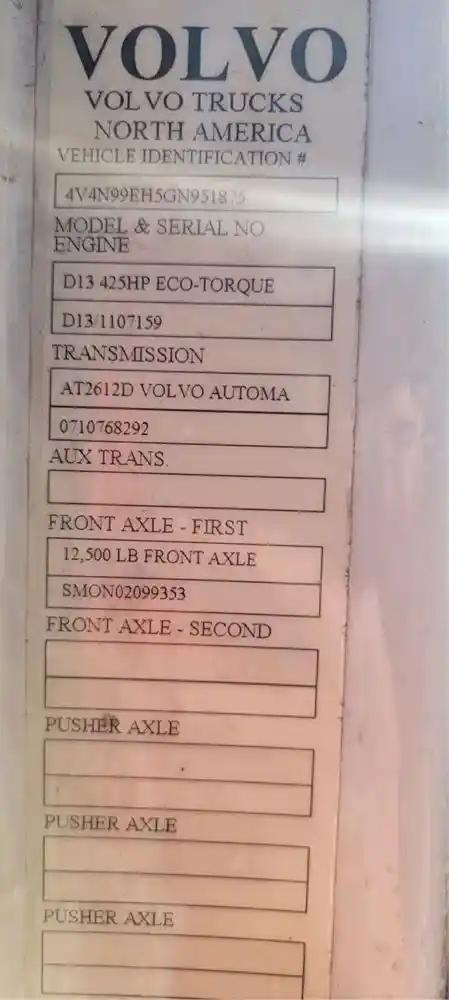 VOLVO
VOLVO TRUCKS
NORTH AMERICA
VEHICLE IDENTIFICATION #
MODEL & SERIAL NO
ENGINE
D13 425HP ECO-TORQUE
D13/1107159
TRANSMISSION
AT2612D VOLVO AUTOMA
0710768292
AUX TRANS.
FRONT AXLE - FIRST
12,500 LB FRONT AXLE
SMON02099353
FRONT AXLE - SECOND
PUSHER AXLE
PUSHER AXLE
PUSHER AXLE